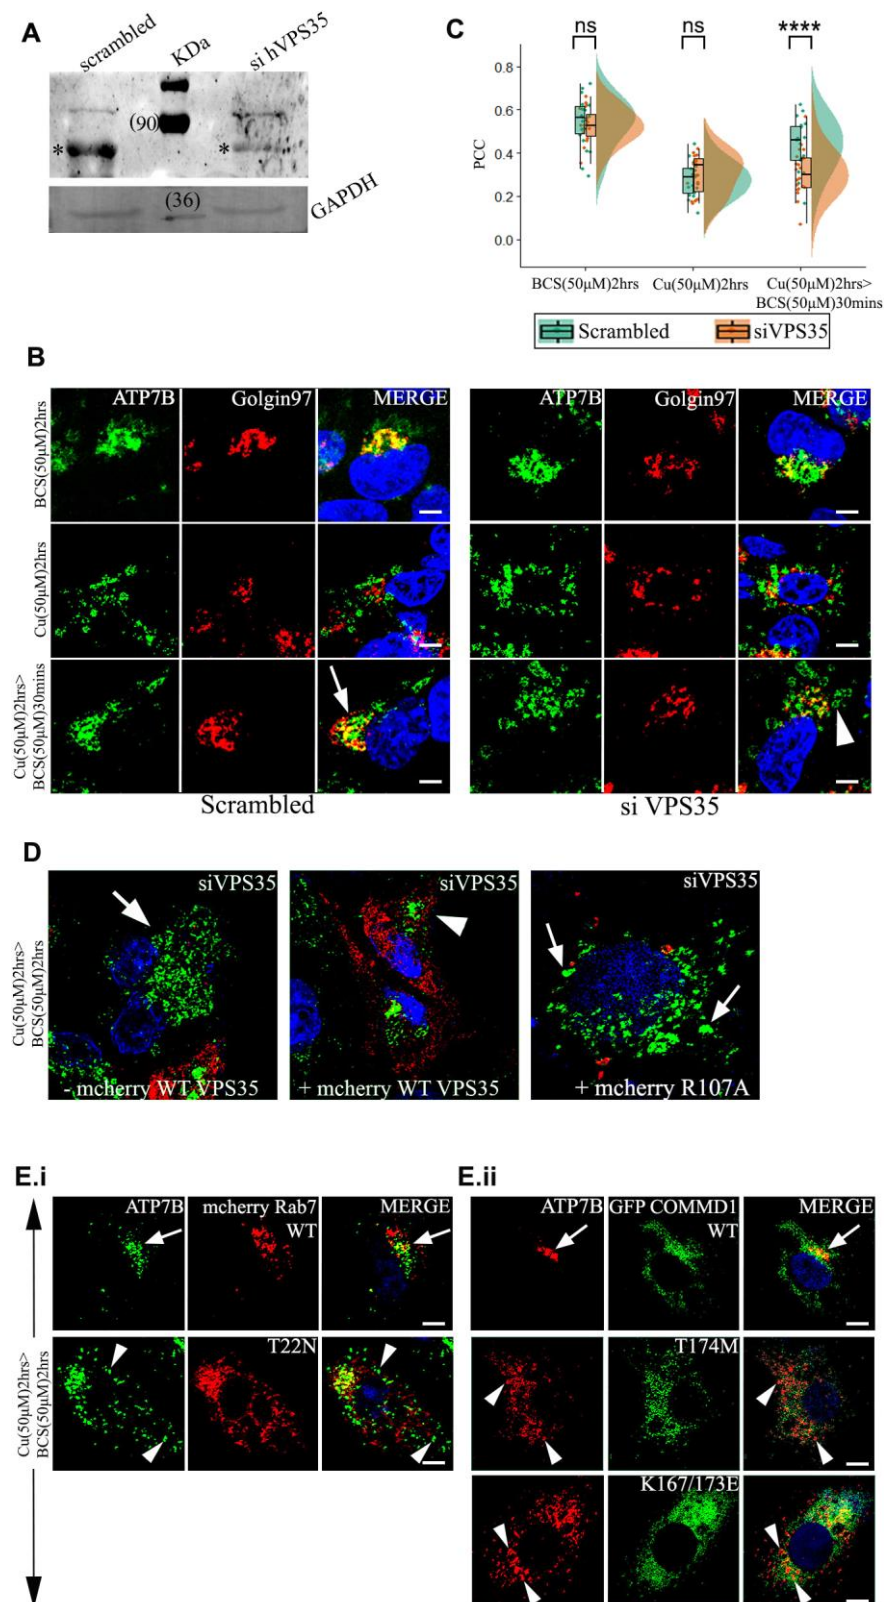 A
scrambled
KDa
si hVPS35
(90)
*
*
(36)
GAPDH
C
ns
ns
****
0.8
0.6
0.4
0.2
0.0
PCC
BCS(50μM)2hrs
Cu(50μM)2hrs
Cu(50μM)2hrs>
BCS(50μM)30mins
Scrambled
siVPS35
B
ATP7B
Golgin97
MERGE
ATP7B
Golgin97
MERGE
BCS(50μM)2hrs
Cu(50μM)2hrs
Cu(50μM)2hrs>
BCS(50μM)30mins
Scrambled
si VPS35
D
siVPS35
siVPS35
siVPS35
Cu(50μM)2hrs>
BCS(50μM)2hrs
- mcherry WT VPS35
+ mcherry WT VPS35
+ mcherry R107A
E.i
ATP7B
mcherry Rab7
WT
MERGE
T22N
Cu(50μM)2hrs>
BCS(50μM)2hrs
E.ii
ATP7B
GFP COMMD1
WT
MERGE
T174M
K167/173E